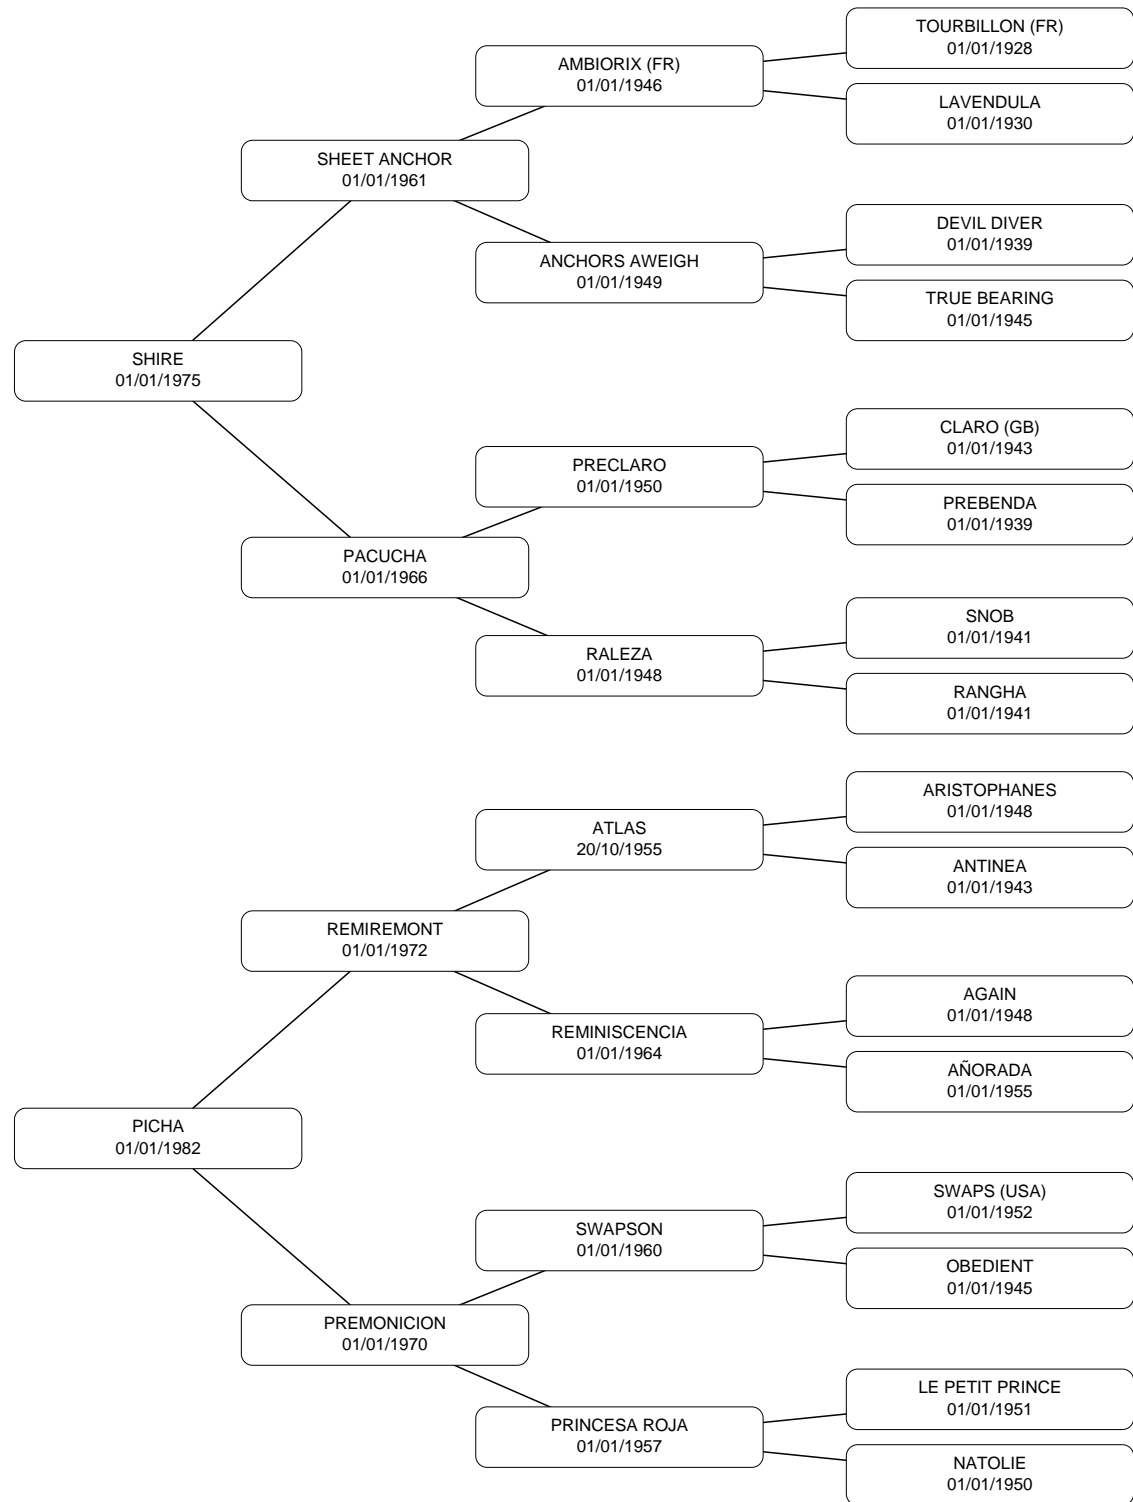 TOURBILLON (FR)
01/01/1928
AMBIORIX (FR)
01/01/1946
LAVENDULA
01/01/1930
SHEET ANCHOR
01/01/1961
DEVIL DIVER
01/01/1939
ANCHORS AWEIGH
01/01/1949
TRUE BEARING
01/01/1945
SHIRE
01/01/1975
CLARO (GB)
01/01/1943
PRECLARO
01/01/1950
PREBENDA
01/01/1939
PACUCHA
01/01/1966
SNOB
01/01/1941
RALEZA
01/01/1948
RANGHA
01/01/1941
ARISTOPHANES
01/01/1948
ATLAS
20/10/1955
ANTINEA
01/01/1943
REMIREMONT
01/01/1972
AGAIN
01/01/1948
REMINISCENCIA
01/01/1964
AÑORADA
01/01/1955
PICHA
01/01/1982
SWAPS (USA)
01/01/1952
SWAPSON
01/01/1960
OBEDIENT
01/01/1945
PREMONICION
01/01/1970
LE PETIT PRINCE
01/01/1951
PRINCESA ROJA
01/01/1957
NATOLIE
01/01/1950